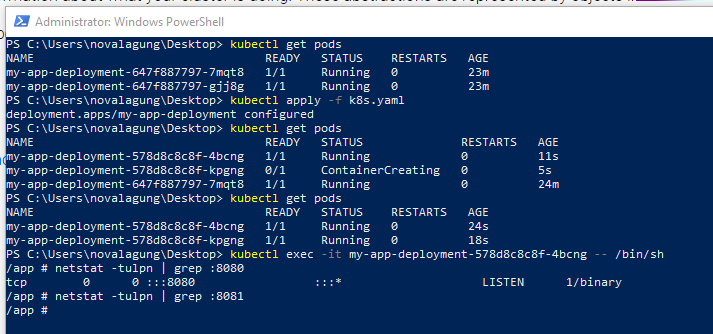 Administrator: Windows PowerShell
PS C:\Users\novalagung\Desktop> kubectl get pods
NAME READY STATUS RESTARTS AGE
my-app-deployment-647f887797-7mqt8 1/1 Running 0 23m
my-app-deployment-647f887797-gjj8g 1/1 Running 0 23m
PS C:\Users\novalagung\Desktop> kubectl apply -f k8s.yaml
deployment.apps/my-app-deployment configured
PS C:\Users\novalagung\Desktop> kubectl get pods
NAME READY STATUS RESTARTS AGE
my-app-deployment-578d8c8c8f-4bcng 1/1 Running 0 11s
my-app-deployment-578d8c8c8f-kpgng 0/1 ContainerCreating 0 5s
my-app-deployment-647f887797-7mqt8 1/1 Running 0 24m
PS C:\Users\novalagung\Desktop> kubectl get pods
NAME READY STATUS RESTARTS AGE
my-app-deployment-578d8c8c8f-4bcng 1/1 Running 0 24s
my-app-deployment-578d8c8c8f-kpgng 1/1 Running 0 18s
PS C:\Users\novalagung\Desktop> kubectl exec -it my-app-deployment-578d8c8c8f-4bcng -- /bin/sh
/app # netstat -tulpn | grep :8080
tcp 0 0 :::8080 :::* LISTEN 1/binary
/app # netstat -tulpn | grep :8081
/app #